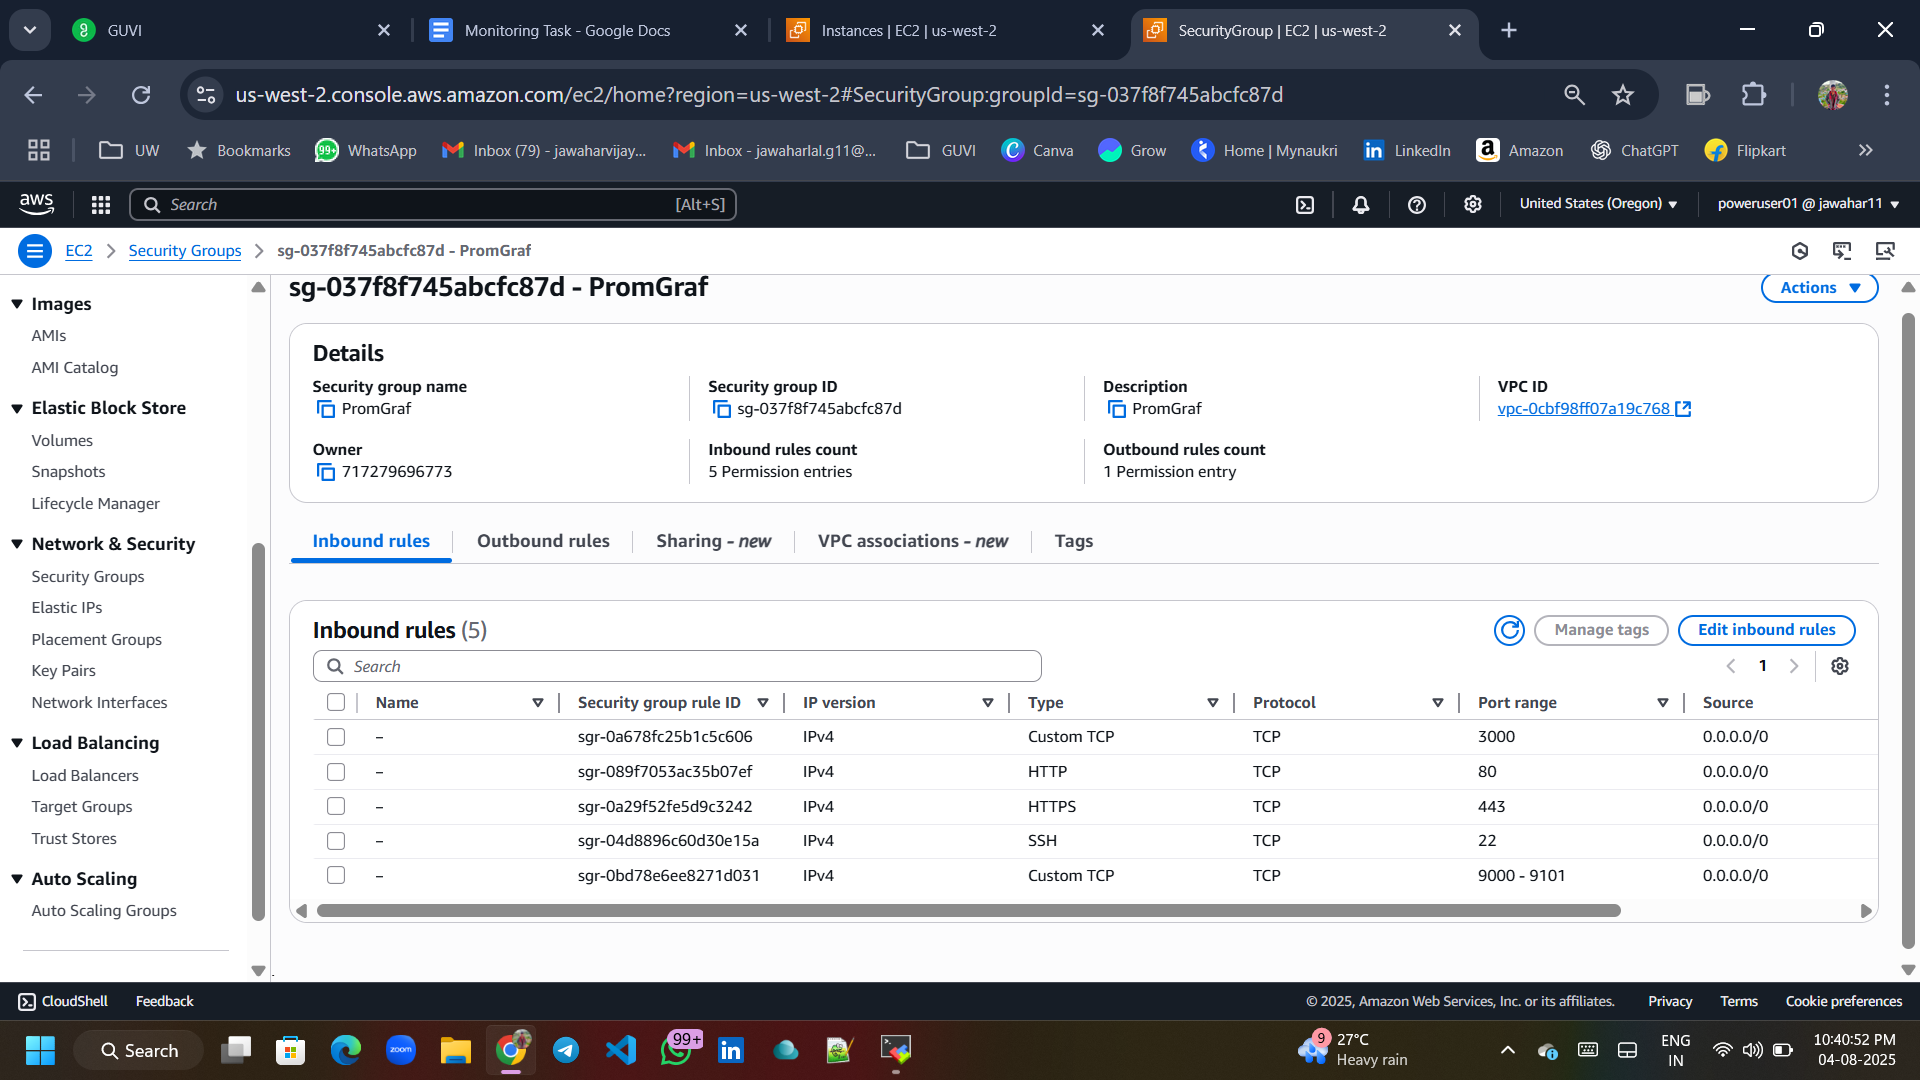 GUVI
Monitoring Task - Google Docs
Instances | EC2 | us-west-2
SecurityGroup | EC2 | us-west-2
us-west-2.console.aws.amazon.com/ec2/home?region=us-west-2#SecurityGroup:groupId=sg-037f8f745abcfc87d
UW
Bookmarks
99+
WhatsApp
Inbox (79) - jawaharvijay...
Inbox - jawaharlal.g11@...
GUVI
Canva
Grow
Home | Mynaukri
LinkedIn
Amazon
ChatGPT
Flipkart
aws
Search [Alt+S]
United States (Oregon)
poweruser01 @ jawahar11
EC2
Security Groups
sg-037f8f745abcfc87d - PromGraf
Images
AMIs
AMI Catalog
Elastic Block Store
Volumes
Snapshots
Lifecycle Manager
Network & Security
Security Groups
Elastic IPs
Placement Groups
Key Pairs
Network Interfaces
Load Balancing
Load Balancers
Target Groups
Trust Stores
Auto Scaling
Auto Scaling Groups
sg-037f8f745abcfc87d - PromGraf
Actions
Details
Security group name
PromGraf
Security group ID
sg-037f8f745abcfc87d
Description
PromGraf
VPC ID
vpc-0cbf98ff07a19c768
Owner
717279696773
Inbound rules count
5 Permission entries
Outbound rules count
1 Permission entry
Inbound rules
Outbound rules
Sharing - new
VPC associations - new
Tags
Inbound rules (5)
Manage tags
Edit inbound rules
Search
1
Name Security group rule ID IP version Type Protocol Port range Source
– sgr-0a678fc25b1c5c606 IPv4 Custom TCP TCP 3000 0.0.0.0/0
– sgr-089f7053ac35b07ef IPv4 HTTP TCP 80 0.0.0.0/0
– sgr-0a29f52fe5d9c3242 IPv4 HTTPS TCP 443 0.0.0.0/0
– sgr-04d8896c60d30e15a IPv4 SSH TCP 22 0.0.0.0/0
– sgr-0bd78e6ee8271d031 IPv4 Custom TCP TCP 9000 - 9101 0.0.0.0/0
CloudShell
Feedback
© 2025, Amazon Web Services, Inc. or its affiliates.
Privacy
Terms
Cookie preferences
Search
zoom
99+
9
27°C
Heavy rain
ENG
IN
10:40:52 PM
04-08-2025